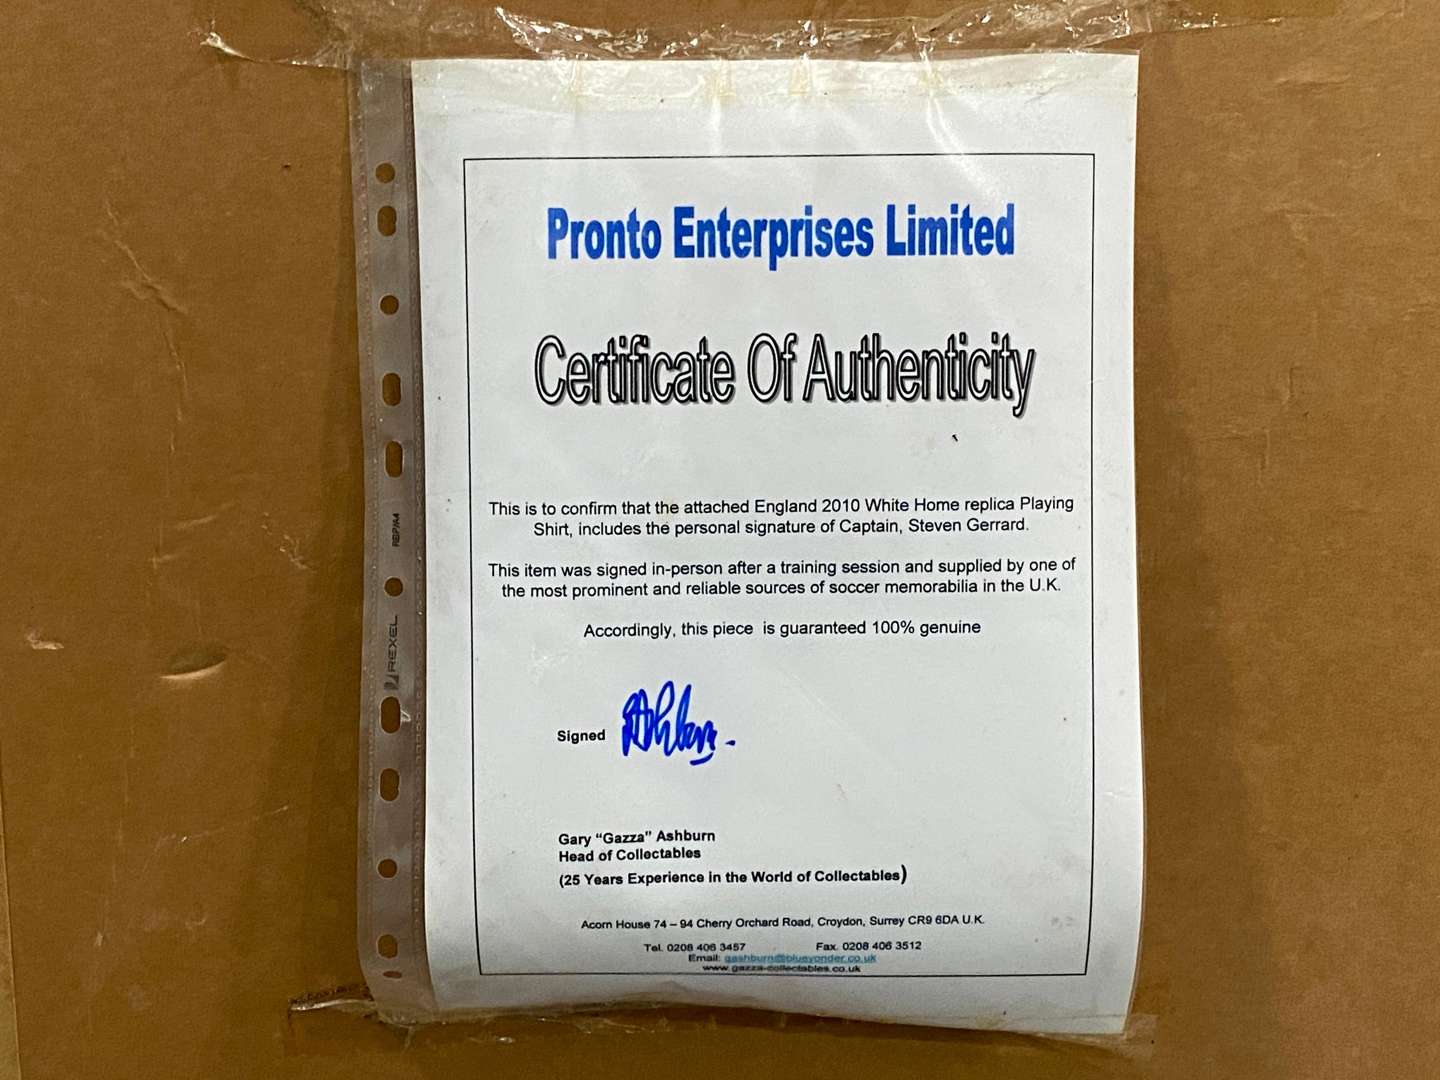 Pronto Enterprises Limited
Certificate Of Authenticity
This is to confirm that the attached England 2010 White Home replica Playing
Shirt, includes the personal signature of Captain, Steven Gerrard.
This item was signed in-person after a training session and supplied by one of
the most prominent and reliable sources of soccer memorabilia in the U.K.
Accordingly, this piece is guaranteed 100% genuine
Signed
Gary “Gazza” Ashburn
Head of Collectables
(25 Years Experience in the World of Collectables)
Acorn House 74 – 94 Cherry Orchard Road, Croydon, Surrey CR9 6DA U.K.
Tel. 0208 406 3457 Fax. 0208 406 3512
Email: gashburn@blueyonder.co.uk
www.gazza-collectables.co.uk
REXEL